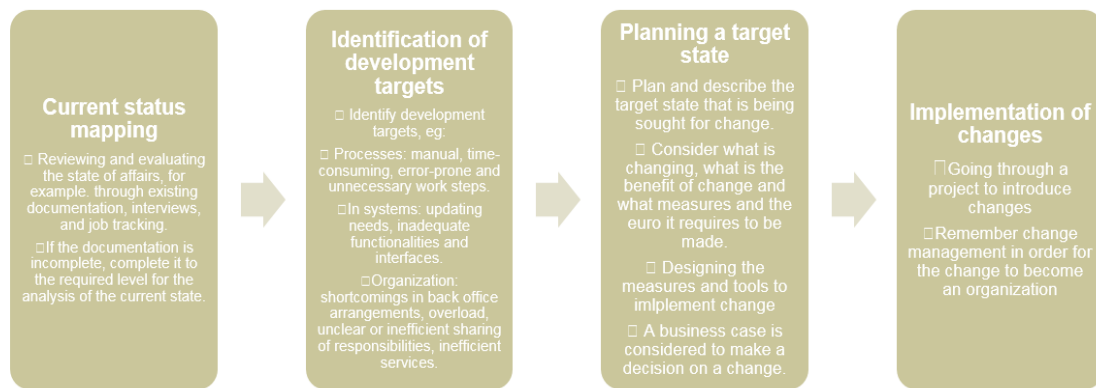 Current status
mapping
□ Reviewing and evaluating
the state of affairs, for
example. through existing
documentation, interviews,
and job tracking.
□If the documentation is
incomplete, complete it to
the required level for the
analysis of the current state.
Identification of
development
targets
□ Identify development
targets, eg:
□ Processes: manual, time-
consuming, error-prone and
unnecessary work steps.
□In systems: updating
needs, inadequate
functionalities and
interfaces.
□Organization:
shortcomings in back office
arrangements, overload,
unclear or inefficient sharing
of responsibilities, inefficient
services.
Planning a target
state
□ Plan and describe the
target state that is being
sought for change.
□ Consider what is
changing, what is the
benefit of change and
what measures and the
euro it requires to be
made.
□ Designing the
measures and tools to
imlplement change
□ A business case is
considered to make a
decision on a change.
Implementation of
changes
□Going through a
project to introduce
changes
□Remember change
management in order for
the change to become
an organization